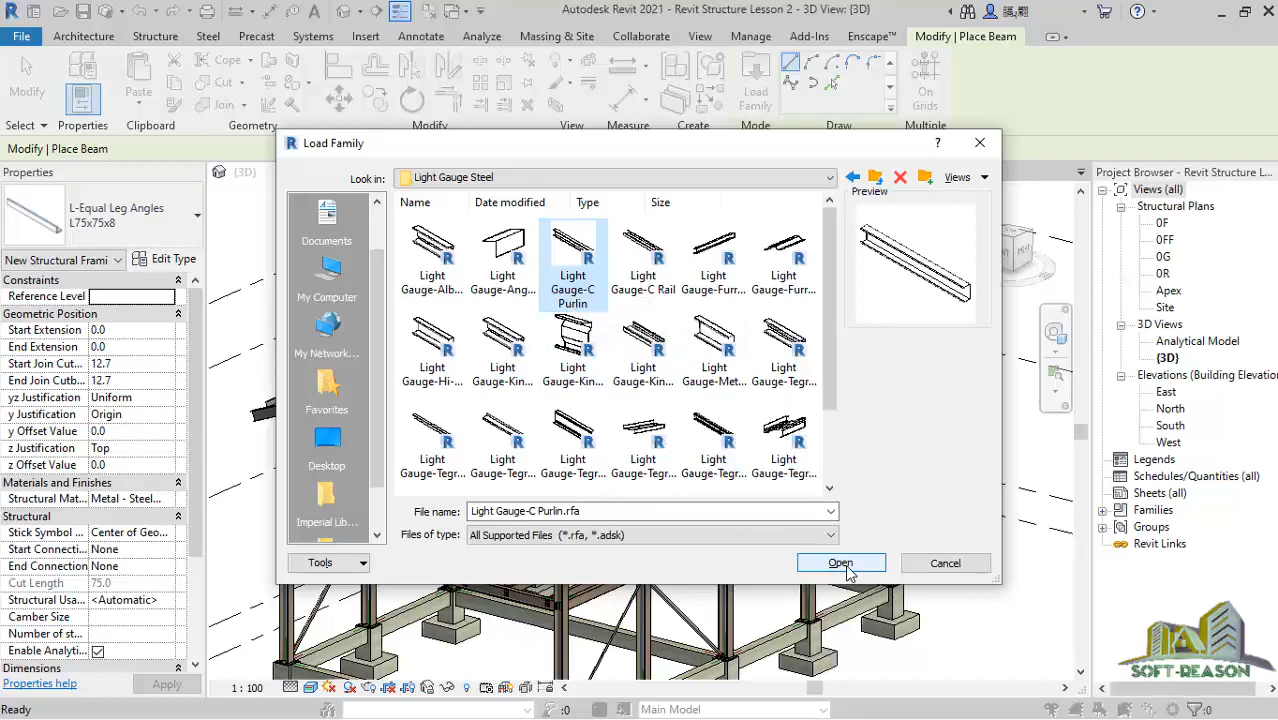 Autodesk Revit 2021 - Revit Structure Lesson 2 - 3D View: {3D}
File Architecture Structure Steel Precast Systems Insert Annotate Analyze Massing & Site Collaborate View Manage Add-Ins Enscape™ Modify | Place Beam
Modify
Paste
Cope
Cut
Join
Load
Family
On
Grids
Select Properties Clipboard Geometry Modify View Measure Create Mode Draw Multiple
Modify | Place Beam
Properties
L-Equal Leg Angles
L75x75x8
New Structural Frami
Edit Type
Constraints
Reference Level
Geometric Position
Start Extension 0.0
End Extension 0.0
Start Join Cut... 12.7
End Join Cutb... 12.7
yz Justification Uniform
y Justification Origin
y Offset Value 0.0
z Justification Top
z Offset Value 0.0
Materials and Finishes
Structural Mat... Metal - Steel...
Structural
Stick Symbol ... Center of Geo...
Start Connecti... None
End Connection None
Cut Length 75.0
Structural Usa... <Automatic>
Camber Size
Number of st...
Enable Analyti...
Dimensions
Properties help
Apply
{3D}
Load Family
?
Look in:
Light Gauge Steel
Views
Name Date modified Type Size
Preview
Documents
My Computer
My Network...
Favorites
Desktop
Imperial Lib...
Light Gauge-Alb...
Light Gauge-Ang...
Light Gauge-C Purlin
Light Gauge-C Rail
Light Gauge-Furr...
Light Gauge-Furr...
Light Gauge-Hi-...
Light Gauge-Kin...
Light Gauge-Kin...
Light Gauge-Kin...
Light Gauge-Met...
Light Gauge-Tegr...
Light Gauge-Tegr...
Light Gauge-Tegr...
Light Gauge-Tegr...
Light Gauge-Tegr...
Light Gauge-Tegr...
Light Gauge-Tegr...
File name: Light Gauge-C Purlin.rfa
Files of type: All Supported Files (*.rfa, *.adsk)
Tools
Open
Cancel
Project Browser - Revit Structure L...
Views (all)
Structural Plans
0F
0FF
0G
0R
Apex
Site
3D Views
Analytical Model
{3D}
Elevations (Building Elevation
East
North
South
West
Legends
Schedules/Quantities (all)
Sheets (all)
Families
Groups
Revit Links
SOFT-REASON
1 : 100
Ready
:0
Main Model
:0